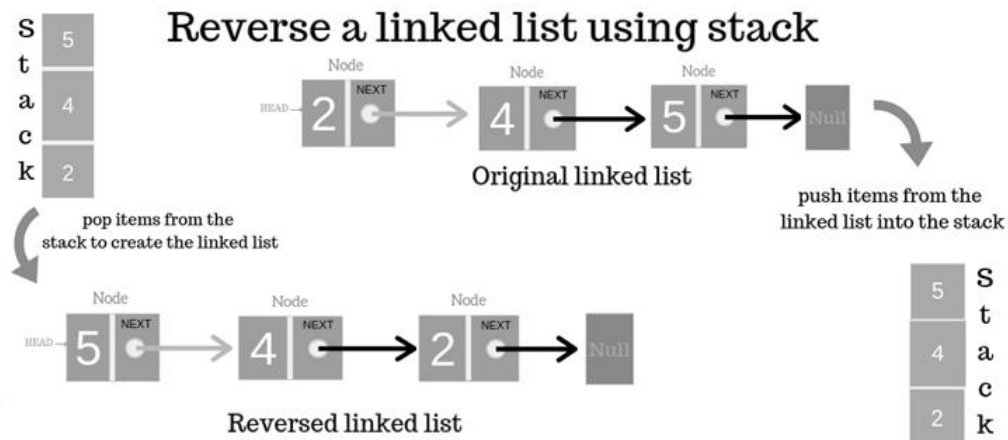 Reverse a linked list using stack
S
t
a
c
k
5
4
2
Node
Node
Node
HEAD
2
NEXT
4
NEXT
5
NEXT
Null
Original linked list
push items from the
linked list into the stack
pop items from the
stack to create the linked list
Node
Node
Node
HEAD
5
NEXT
4
NEXT
2
NEXT
Null
Reversed linked list
5
4
2
S
t
a
c
k